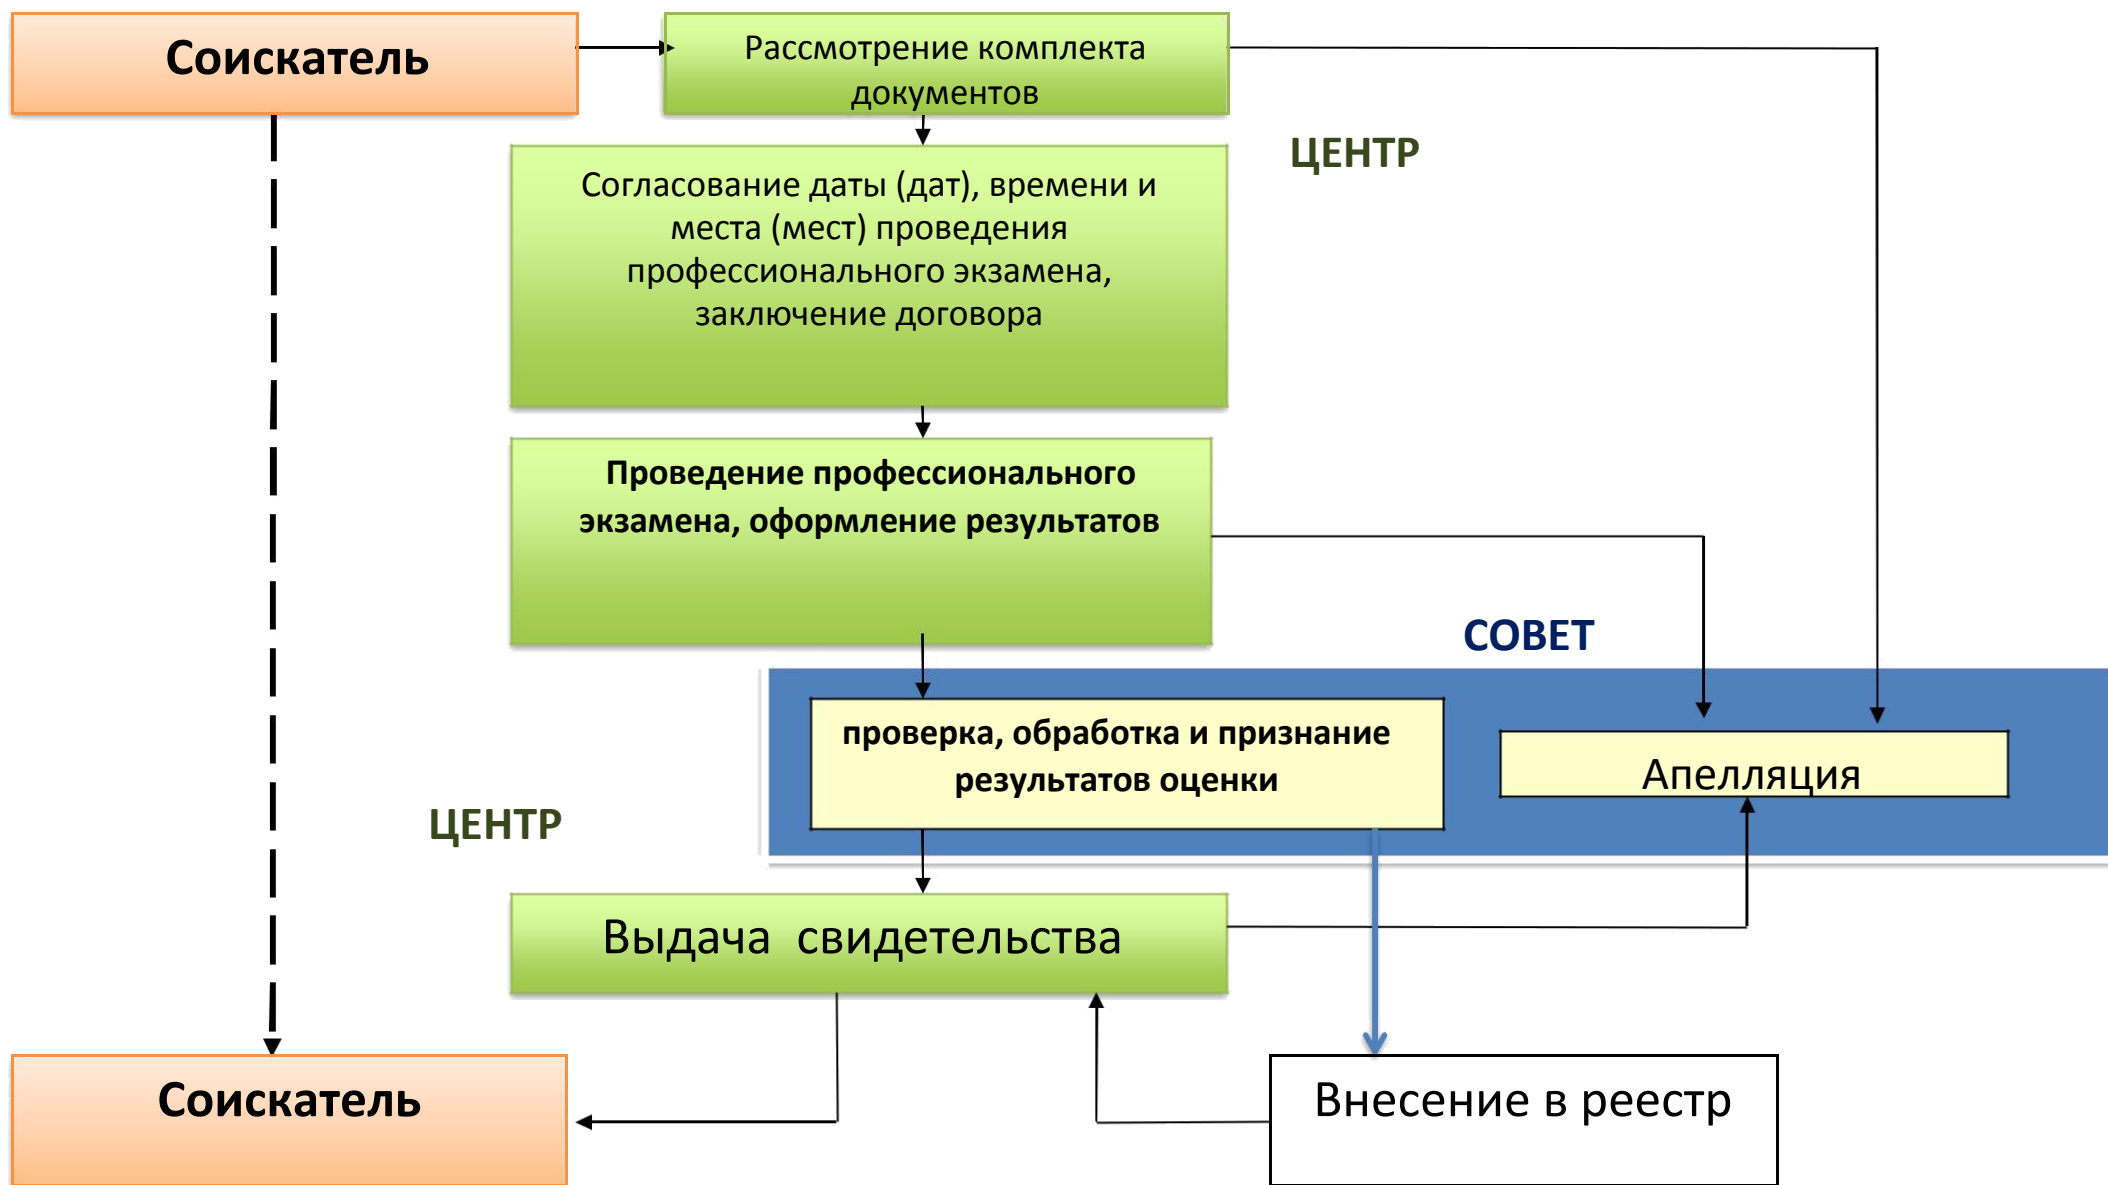 Соискатель
Рассмотрение комплекта
документов
ЦЕНТР
Согласование даты (дат), времени и
места (мест) проведения
профессионального экзамена,
заключение договора
Проведение профессионального
экзамена, оформление результатов
СОВЕТ
проверка, обработка и признание
результатов оценки
Апелляция
ЦЕНТР
Выдача свидетельства
Соискатель
Внесение в реестр